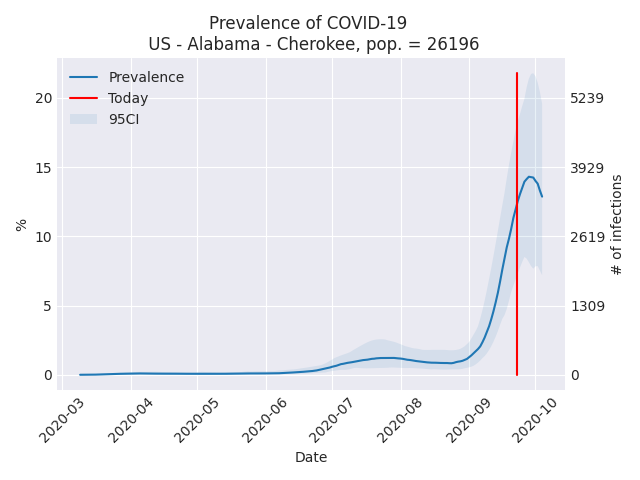 Prevalence of COVID-19
US - Alabama - Cherokee, pop. = 26196
Prevalence
Today
95CI
20
15
10
5
0
%
5239
3929
2619
1309
0
# of infections
2020-03
2020-04
2020-05
2020-06
2020-07
2020-08
2020-09
2020-10
Date